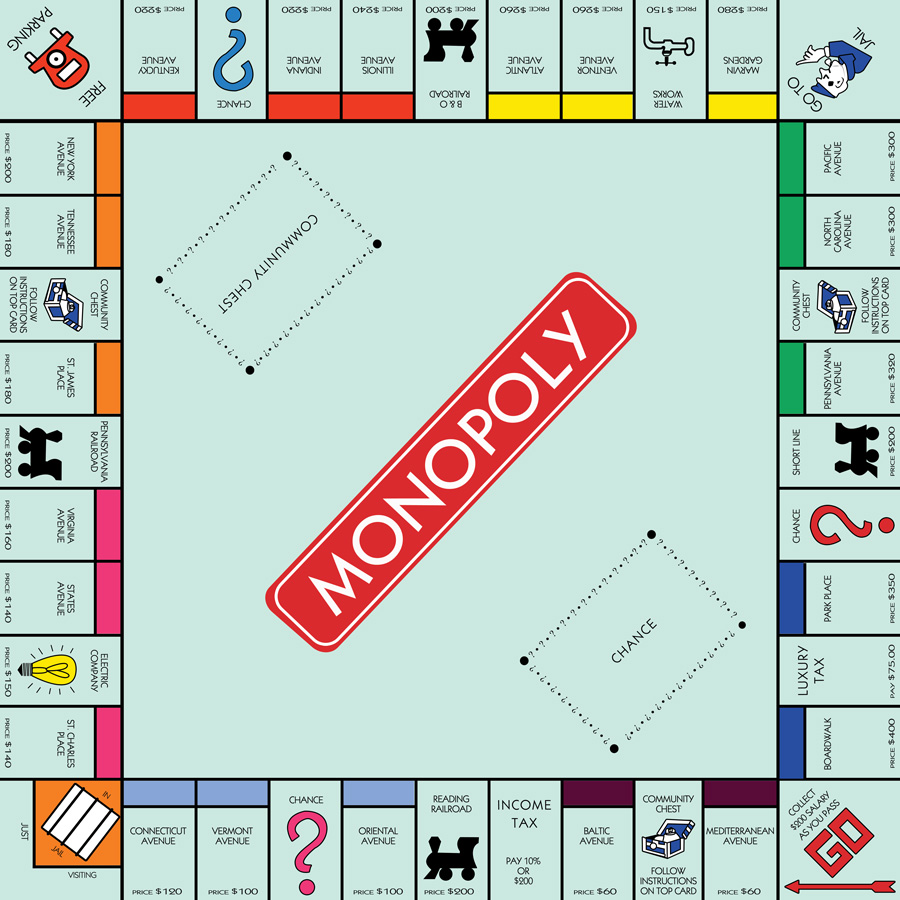 FREE
PARKING
KENTUCKY
AVENUE
PRICE $220
CHANCE
INDIANA
AVENUE
PRICE $220
ILLINOIS
AVENUE
PRICE $240
B & O
RAILROAD
PRICE $200
ATLANTIC
AVENUE
PRICE $260
VENTNOR
AVENUE
PRICE $260
WATER
WORKS
PRICE $150
MARVIN
GARDENS
PRICE $280
GO TO
JAIL
PACIFIC
AVENUE
PRICE $300
NORTH
CAROLINA
AVENUE
PRICE $300
COMMUNITY
CHEST
FOLLOW
INSTRUCTIONS
ON TOP CARD
PENNSYLVANIA
AVENUE
PRICE $320
SHORT LINE
PRICE $200
CHANCE
PARK PLACE
PRICE $350
LUXURY
TAX
PAY $75.00
BOARDWALK
PRICE $400
COLLECT
$200 SALARY
AS YOU PASS
GO
MEDITERRANEAN
AVENUE
PRICE $60
COMMUNITY
CHEST
FOLLOW
INSTRUCTIONS
ON TOP CARD
BALTIC
AVENUE
PRICE $60
INCOME
TAX
PAY 10%
OR
$200
READING
RAILROAD
PRICE $200
ORIENTAL
AVENUE
PRICE $100
CHANCE
VERMONT
AVENUE
PRICE $100
CONNECTICUT
AVENUE
PRICE $120
IN
JAIL
JUST
VISITING
ST. CHARLES
PLACE
PRICE $140
ELECTRIC
COMPANY
PRICE $150
STATES
AVENUE
PRICE $140
VIRGINIA
AVENUE
PRICE $160
PENNSYLVANIA
RAILROAD
PRICE $200
ST. JAMES
PLACE
PRICE $180
COMMUNITY
CHEST
FOLLOW
INSTRUCTIONS
ON TOP CARD
TENNESSEE
AVENUE
PRICE $180
NEW YORK
AVENUE
PRICE $200
COMMUNITY CHEST
MONOPOLY
CHANCE